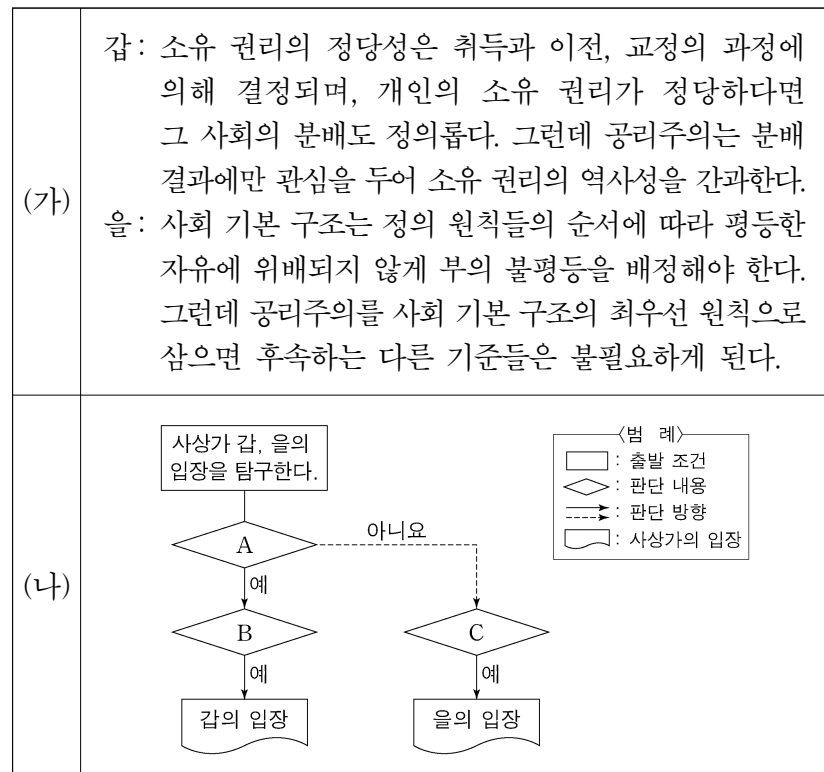 (가)
갑: 소유 권리의 정당성은 취득과 이전, 교정의 과정에
의해 결정되며, 개인의 소유 권리가 정당하다면
그 사회의 분배도 정의롭다. 그런데 공리주의는 분배
결과에만 관심을 두어 소유 권리의 역사성을 간과한다.
을: 사회 기본 구조는 정의 원칙들의 순서에 따라 평등한
자유에 위배되지 않게 부의 불평등을 배정해야 한다.
그런데 공리주의를 사회 기본 구조의 최우선 원칙으로
삼으면 후속하는 다른 기준들은 불필요하게 된다.
(나)
사상가 갑, 을의
입장을 탐구한다.
A
아니요
예
B
C
예
예
갑의 입장
을의 입장
〈범 례〉
: 출발 조건
: 판단 내용
: 판단 방향
: 사상가의 입장